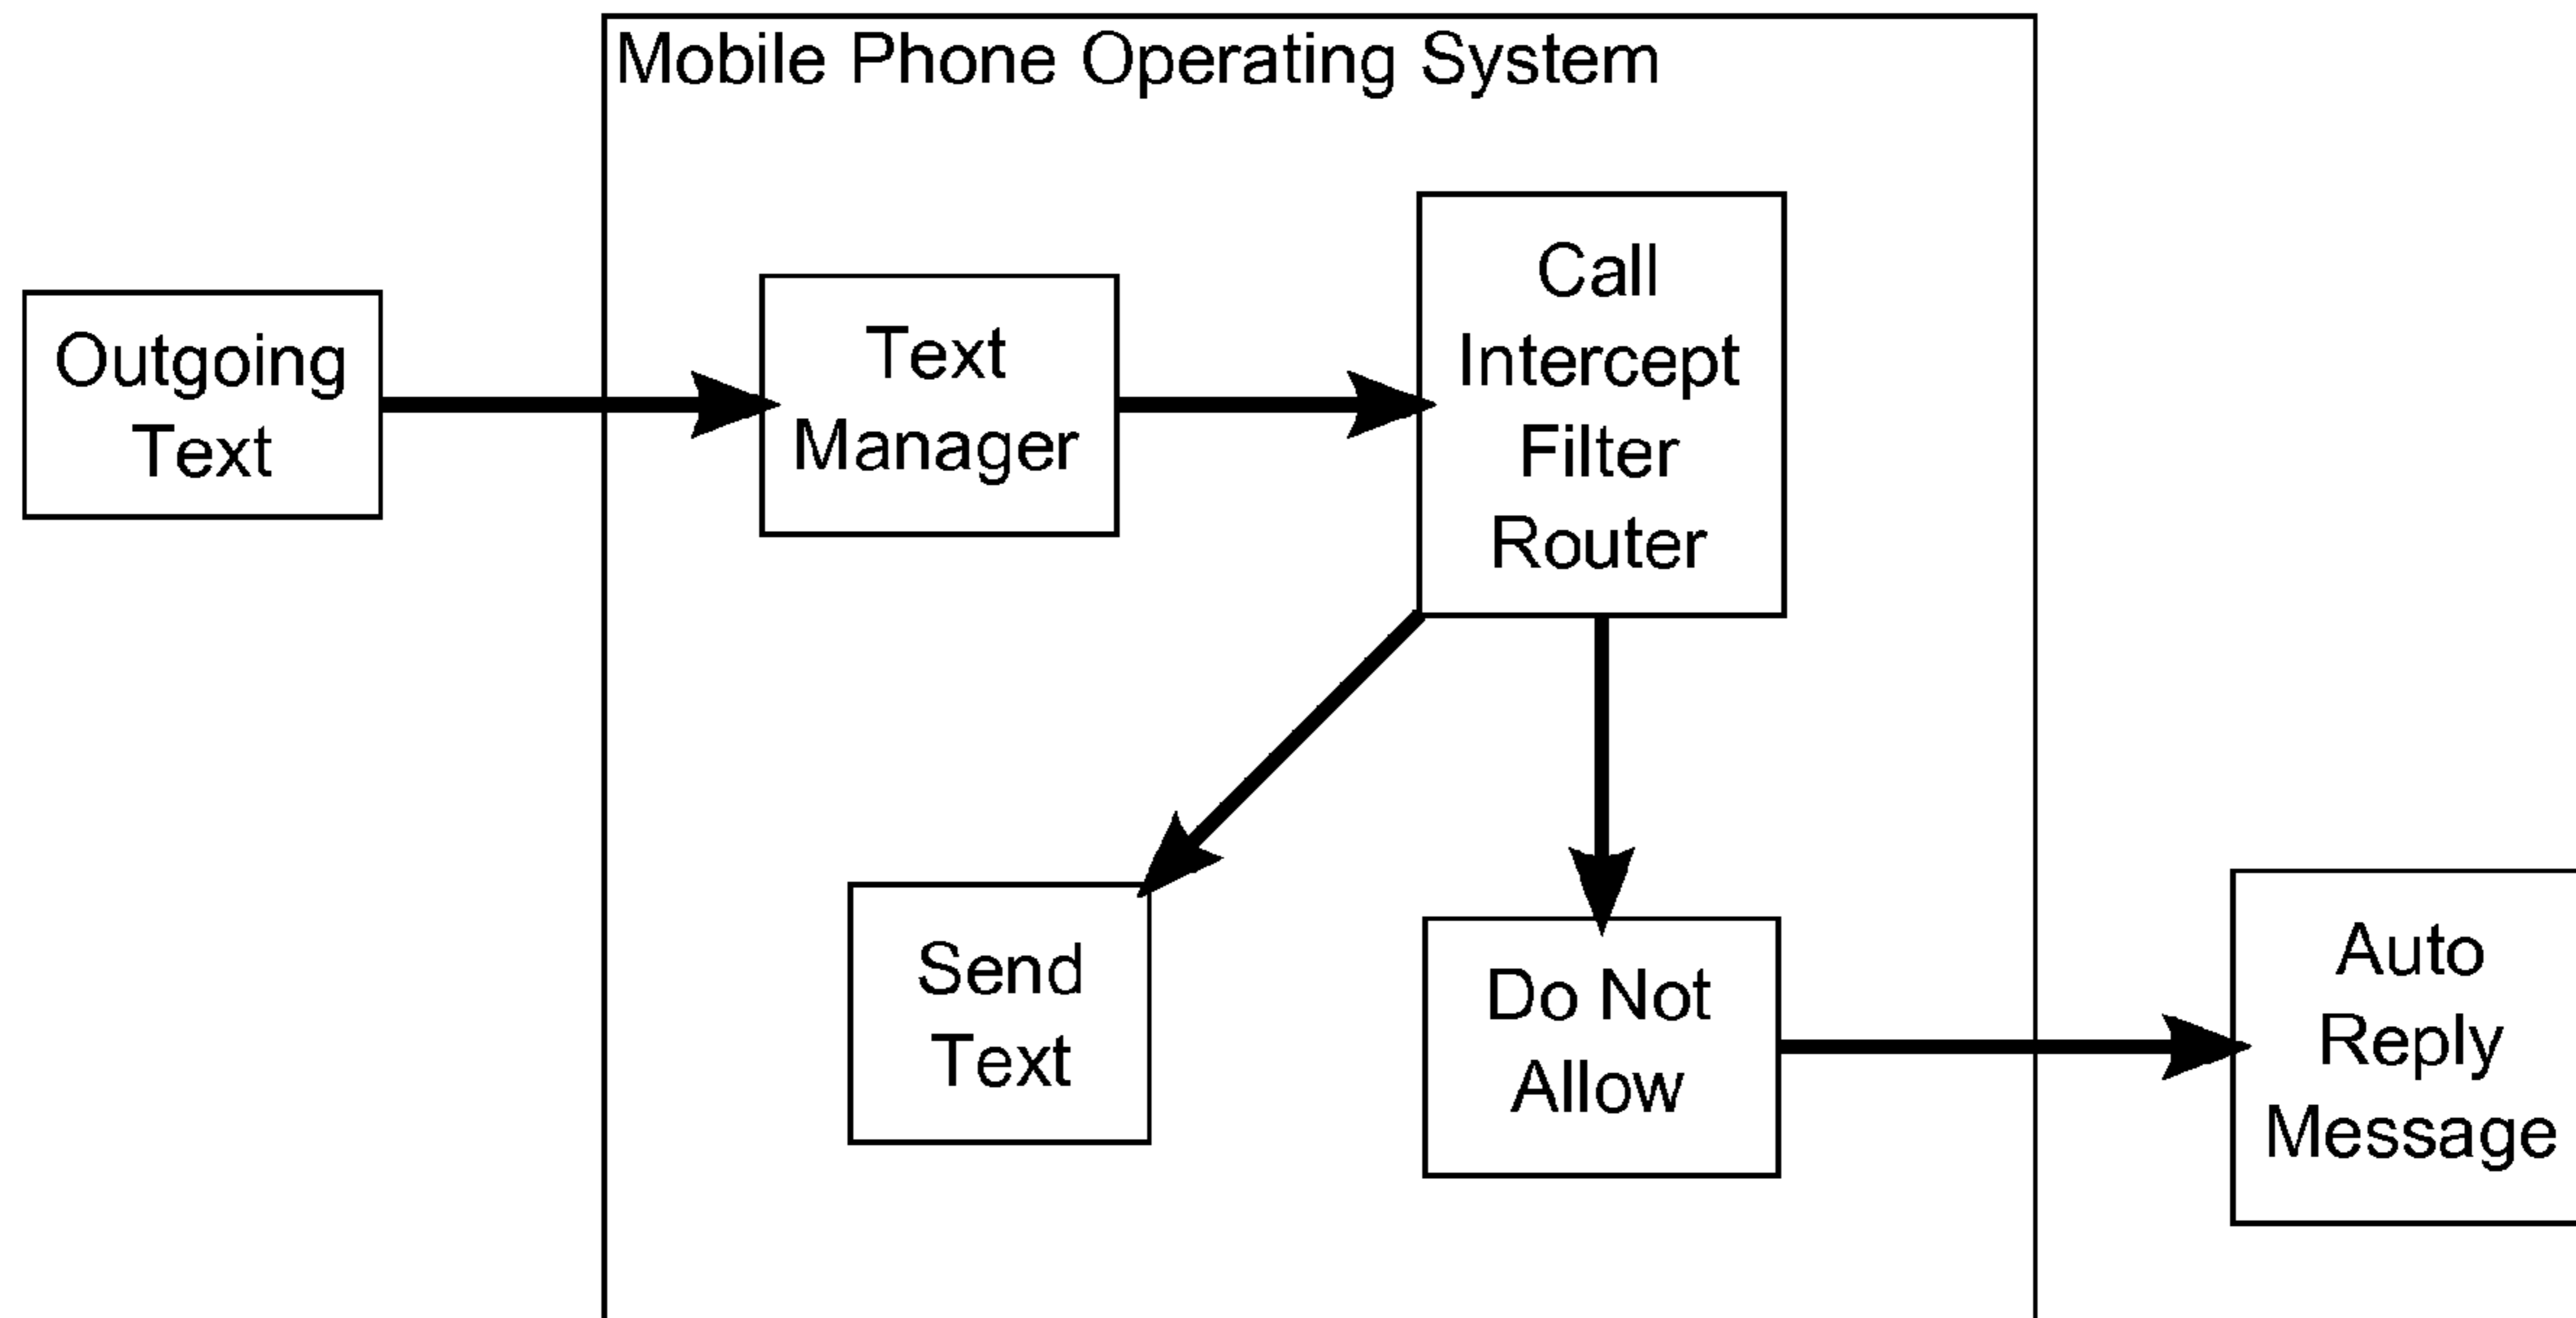 Mobile Phone Operating System
Outgoing
Text
Text
Manager
Call
Intercept
Filter
Router
Send
Text
Do Not
Allow
Auto
Reply
Message